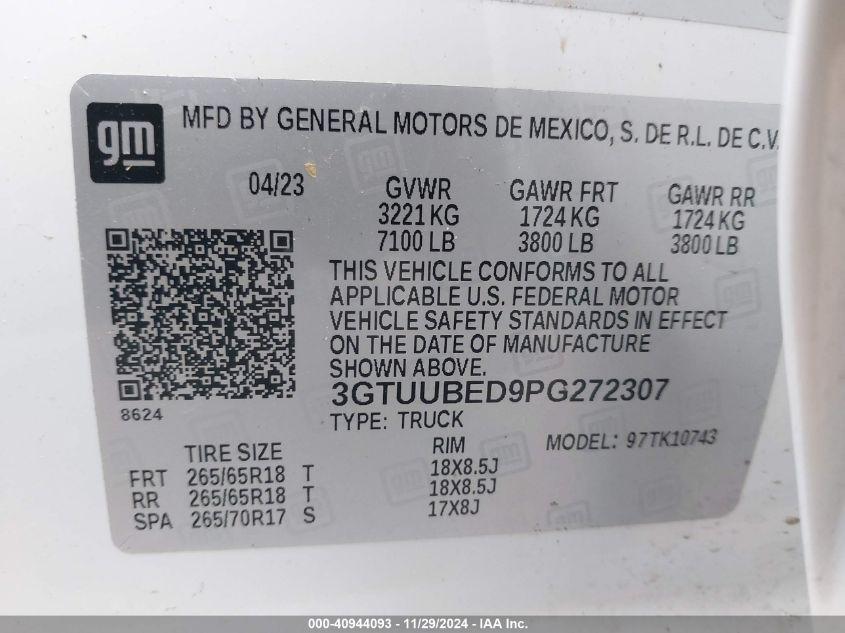 gm
MFD BY GENERAL MOTORS DE MEXICO, S. DE R.L. DE C.V.
04/23
GVWR GAWR FRT GAWR RR
3221 KG 1724 KG 1724 KG
7100 LB 3800 LB 3800 LB
THIS VEHICLE CONFORMS TO ALL
APPLICABLE U.S. FEDERAL MOTOR
VEHICLE SAFETY STANDARDS IN EFFECT
ON THE DATE OF MANUFACTURE
SHOWN ABOVE.
8624
3GTUUBED9PG272307
TYPE: TRUCK
MODEL: 97TK10743
TIRE SIZE RIM
FRT 265/65R18 T 18X8.5J
RR 265/65R18 T 18X8.5J
SPA 265/70R17 S 17X8J
000-40944093 - 11/29/2024 - IAA Inc.